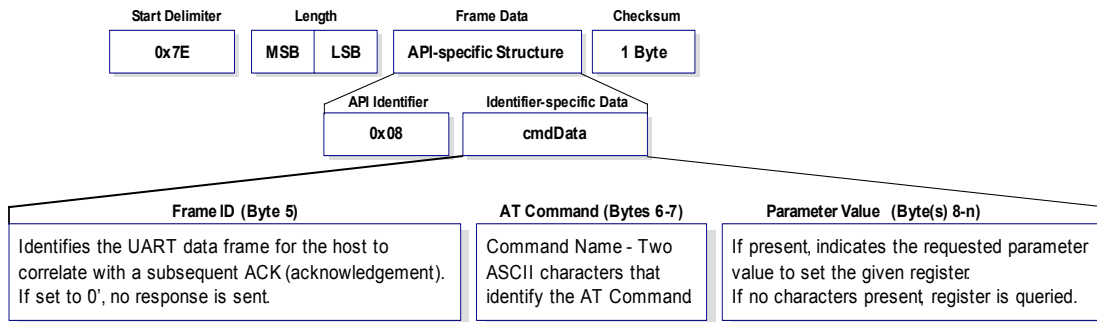 Start Delimiter Length Frame Data Checksum
0x7E MSB LSB API-specific Structure 1 Byte
API Identifier Identifier-specific Data
0x08 cmdData
Frame ID (Byte 5)
Identifies the UART data frame for the host to
correlate with a subsequent ACK (acknowledgement).
If set to 0', no response is sent.
AT Command (Bytes 6-7)
Command Name - Two
ASCII characters that
identify the AT Command.
Parameter Value (Byte(s) 8-n)
If present, indicates the requested parameter
value to set the given register.
If no characters present, register is queried.